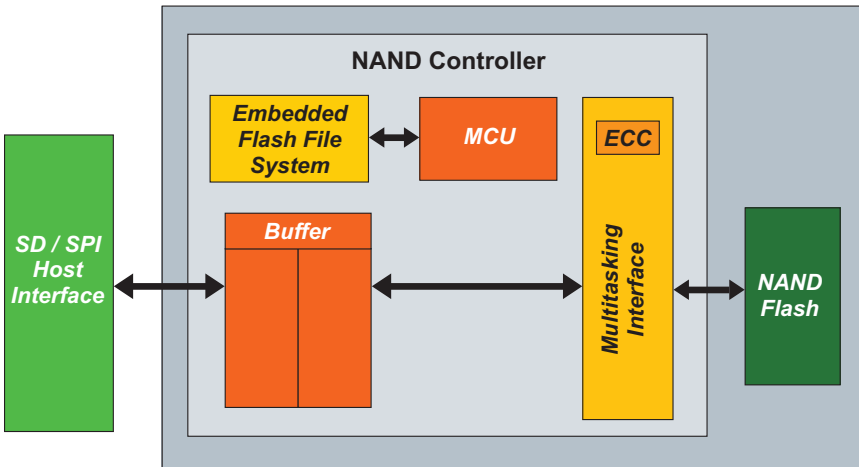 NAND Controller
Embedded
Flash File
System
MCU
ECC
SD / SPI
Host
Interface
Buffer
Multitasking
Interface
NAND
Flash